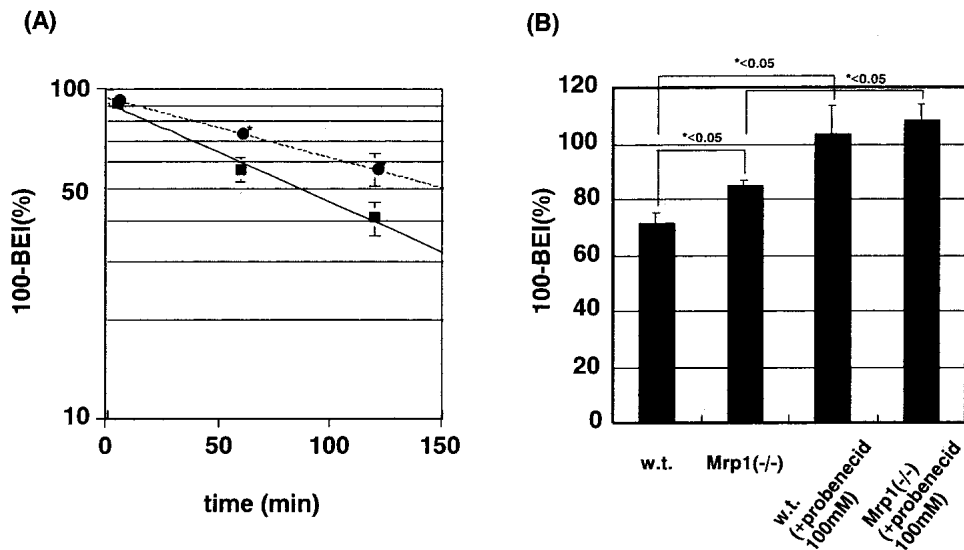 (A)
100
50
10
0
50
100
150
100-BEI(%)
time (min)
*
*
(B)
120
100
80
60
40
20
0
100-BEI(%)
*<0.05
*<0.05
*<0.05
w.t.
Mrp1(-/-)
w.t.
(+probenecid
100mM)
Mrp1(-/-)
(+probenecid
100mM)